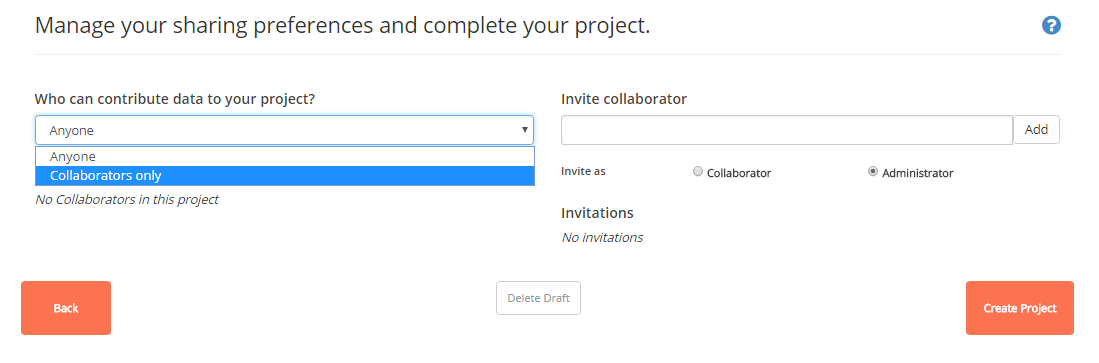 Manage your sharing preferences and complete your project.
?
Who can contribute data to your project?
Anyone
Anyone
Collaborators only
No Collaborators in this project
Invite collaborator
Add
Invite as
Collaborator
Administrator
Invitations
No invitations
Back
Delete Draft
Create Project